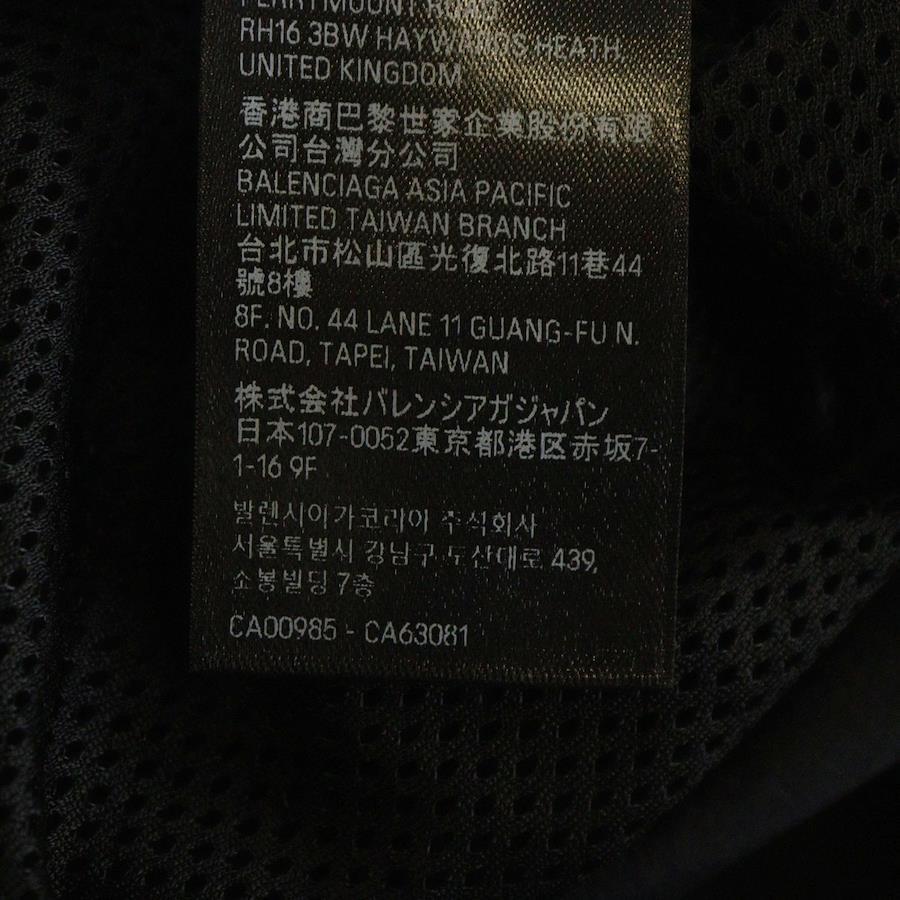 PERRYMOUNT ROAD
RH16 3BW HAYWARDS HEATH,
UNITED KINGDOM
香港商巴黎世家企業股份有限
公司台灣分公司
BALENCIAGA ASIA PACIFIC
LIMITED TAIWAN BRANCH
台北市松山區光復北路11巷44
號8樓
8F. NO. 44 LANE 11 GUANG-FU N.
ROAD, TAPEI, TAIWAN
株式会社バレンシアガジャパン
日本107-0052東京都港区赤坂7-
1-16 9F
발렌시아가코리아 주식회사
서울특별시 강남구 도산대로 439,
소봉빌딩 7층
CA00985 - CA63081